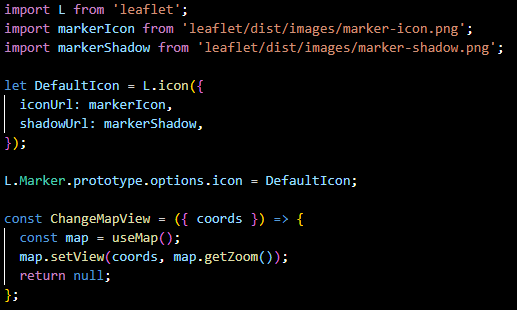 import L from 'leaflet';
import markerIcon from 'leaflet/dist/images/marker-icon.png';
import markerShadow from 'leaflet/dist/images/marker-shadow.png';

let DefaultIcon = L.icon({
  iconUrl: markerIcon,
  shadowUrl: markerShadow,
});

L.Marker.prototype.options.icon = DefaultIcon;

const ChangeMapView = ({ coords }) => {
  const map = useMap();
  map.setView(coords, map.getZoom());
  return null;
};